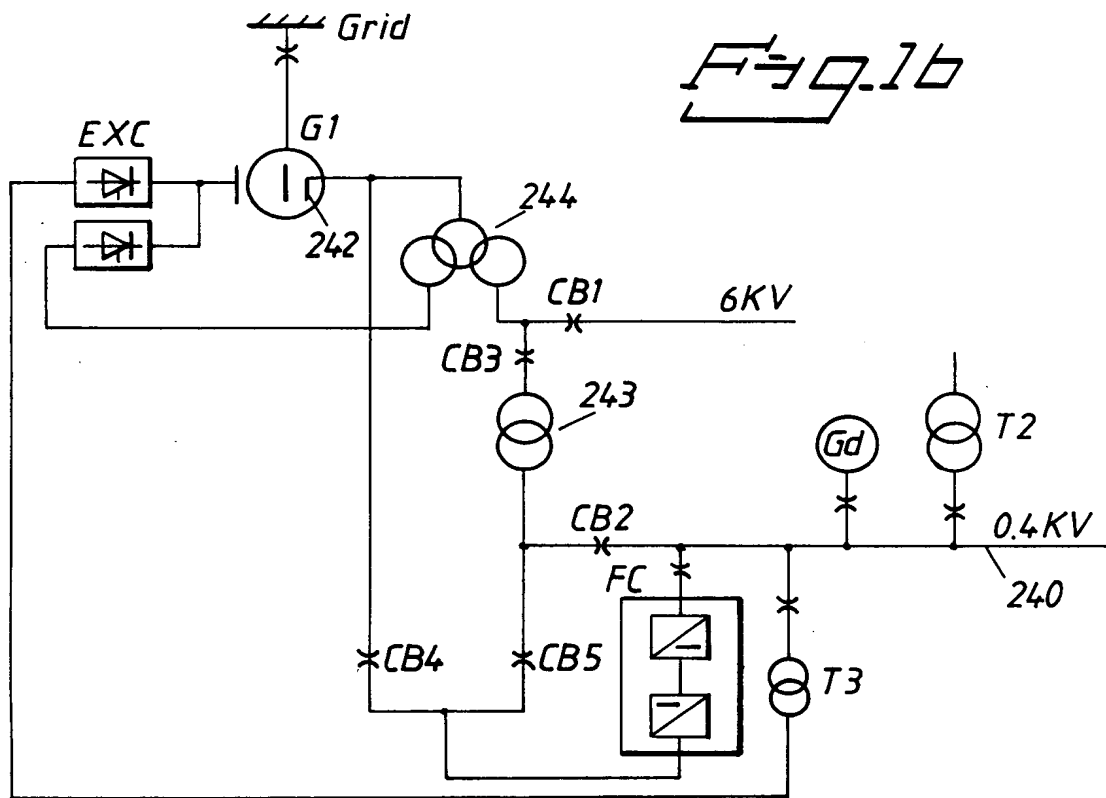 Grid
Fig.1b
EXC
G1
242
244
CB1
6KV
CB3
243
Gd
T2
CB2
0.4KV
FC
240
CB4
CB5
T3